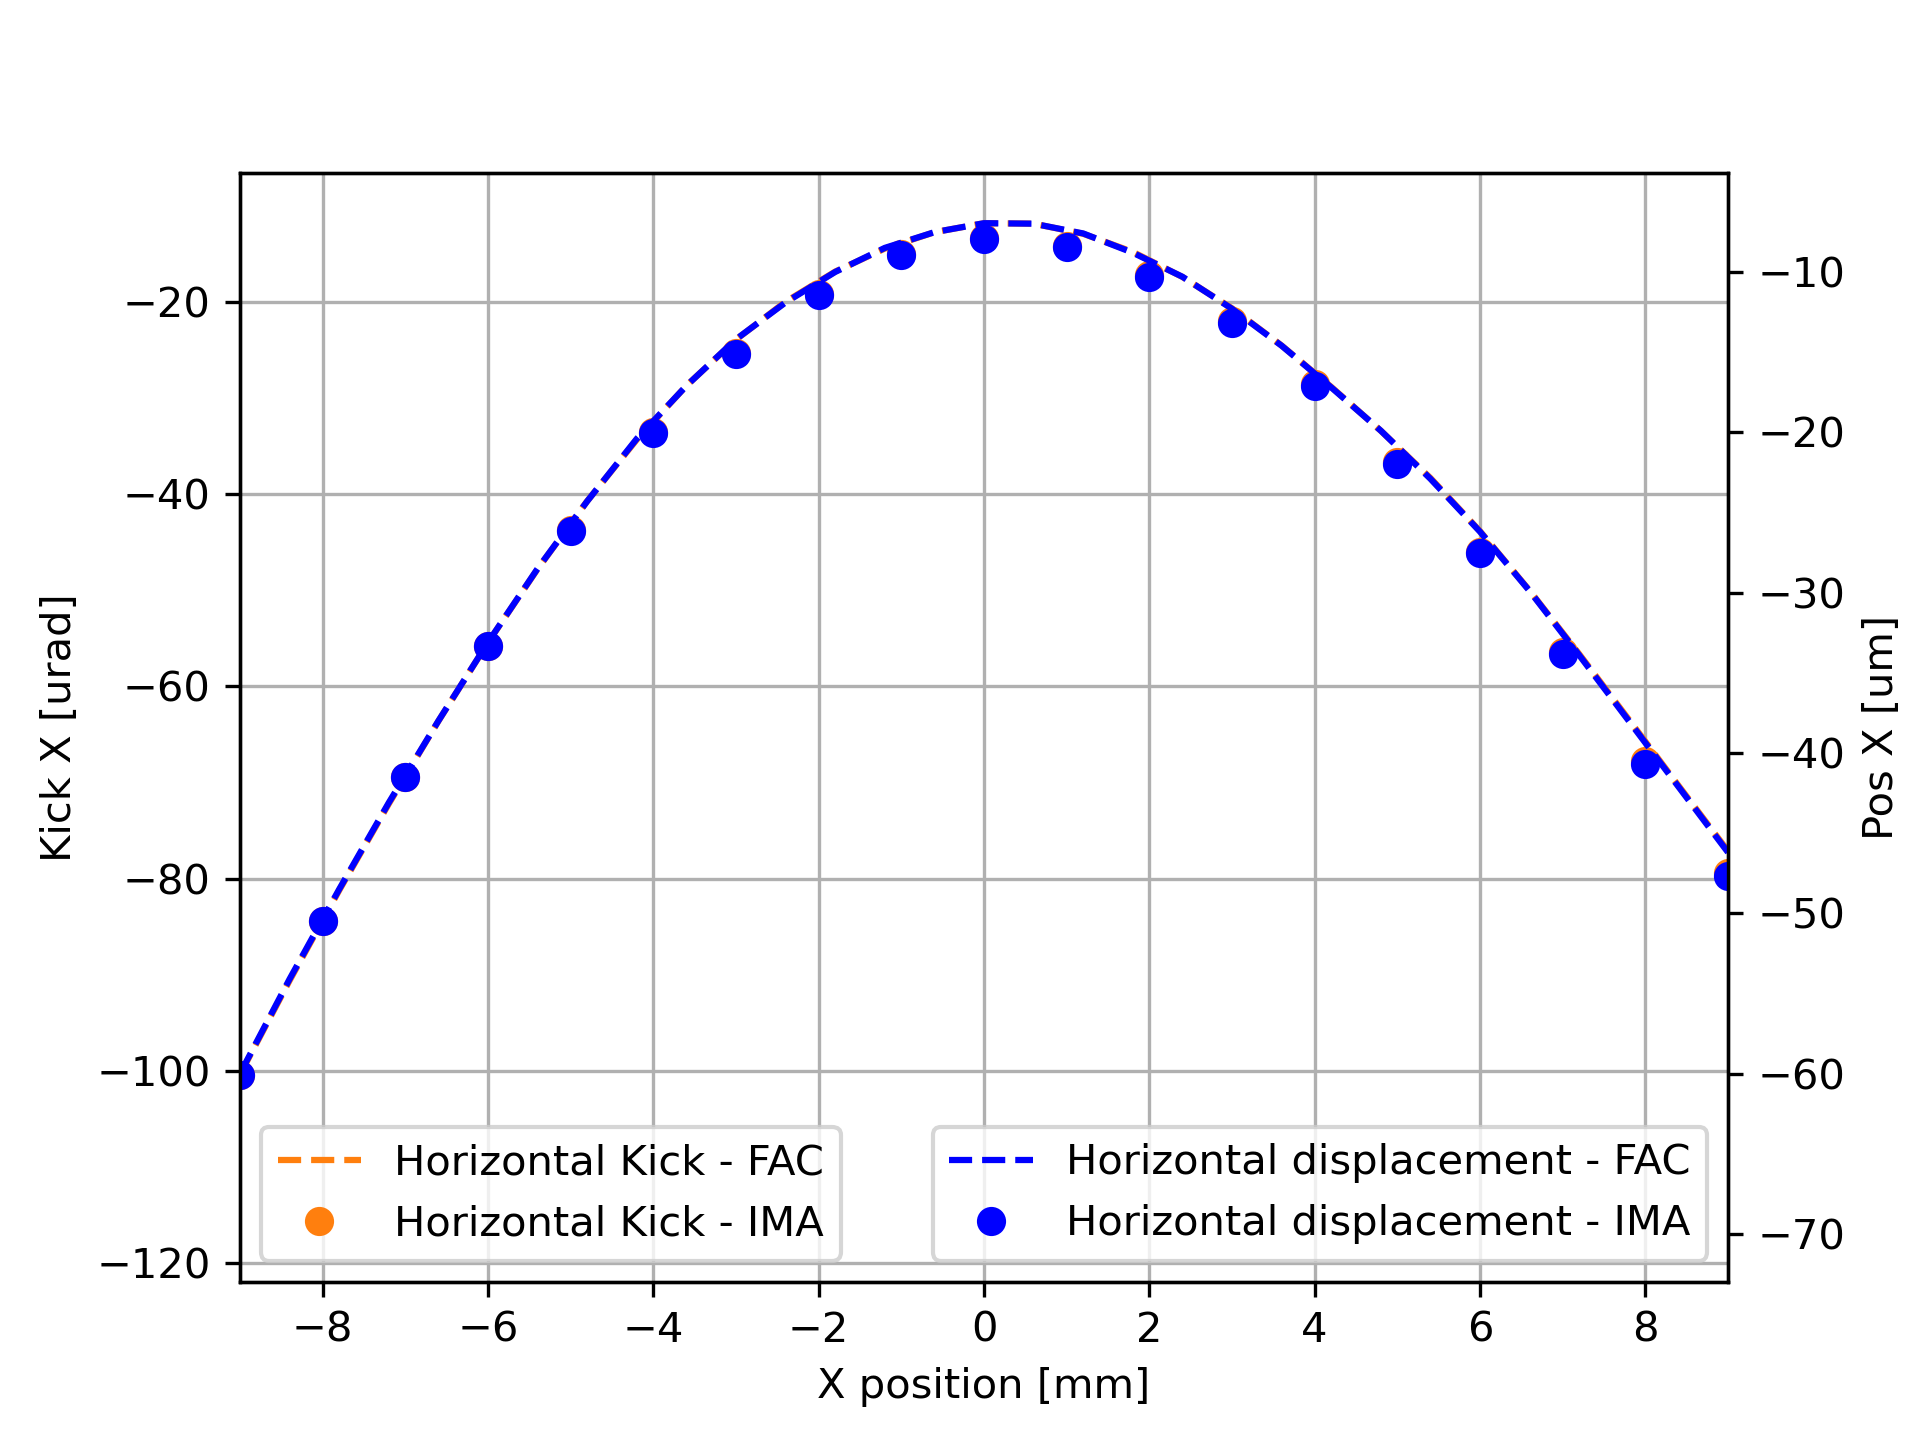 Kick X [urad]
−20
−40
−60
−80
−100
−120
−10
−20
−30
−40
−50
−60
−70
Pos X [um]
Horizontal Kick - FAC
Horizontal Kick - IMA
Horizontal displacement - FAC
Horizontal displacement - IMA
−8 −6 −4 −2 0 2 4 6 8
X position [mm]